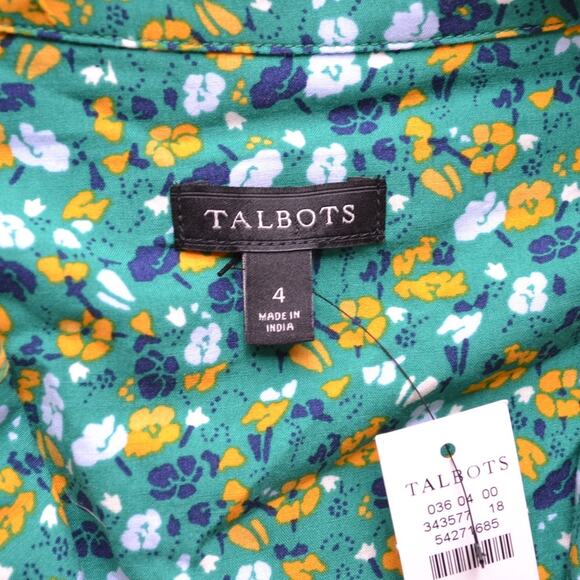 TALBOTS
4
MADE IN
INDIA
TALBOTS
036 04 00
343577 18
54271685